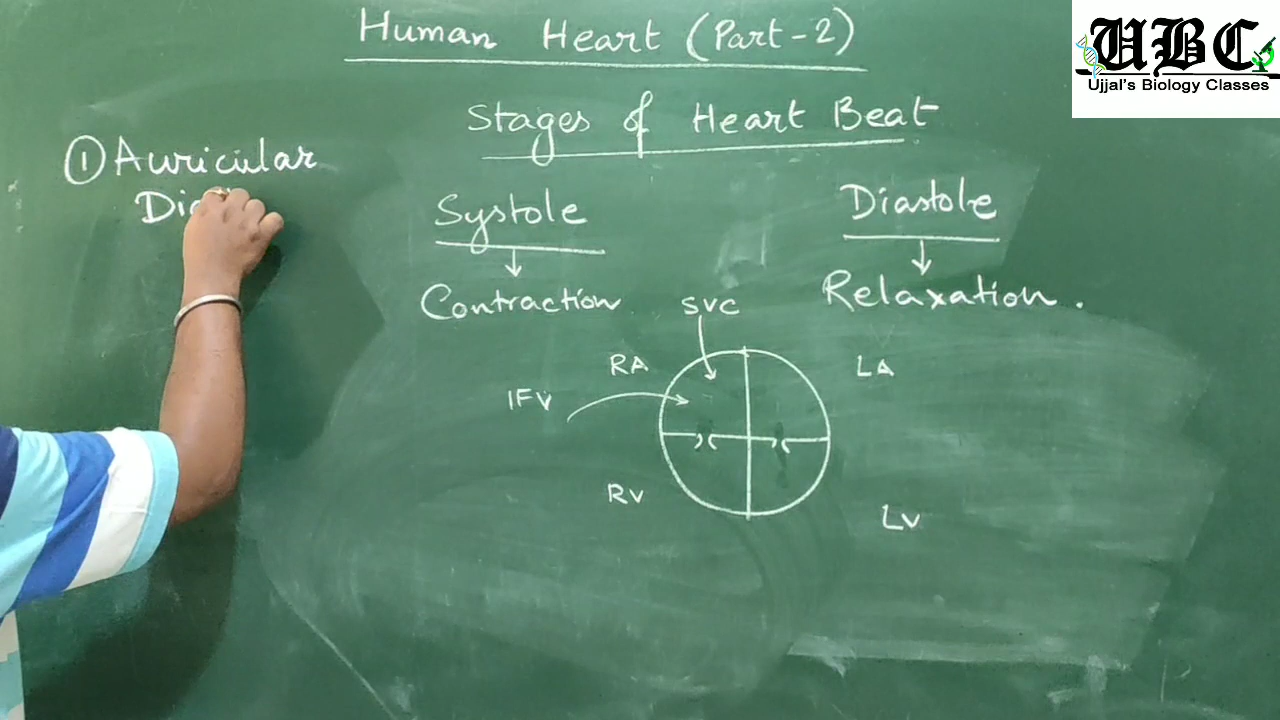 Human Heart (Part-2)
UBC
Ujjal's Biology Classes
Stages of Heart Beat
① Auricular
Systole
Diastole
Contraction
Relaxation.
SVC
RA
LA
IFV
RV
LV